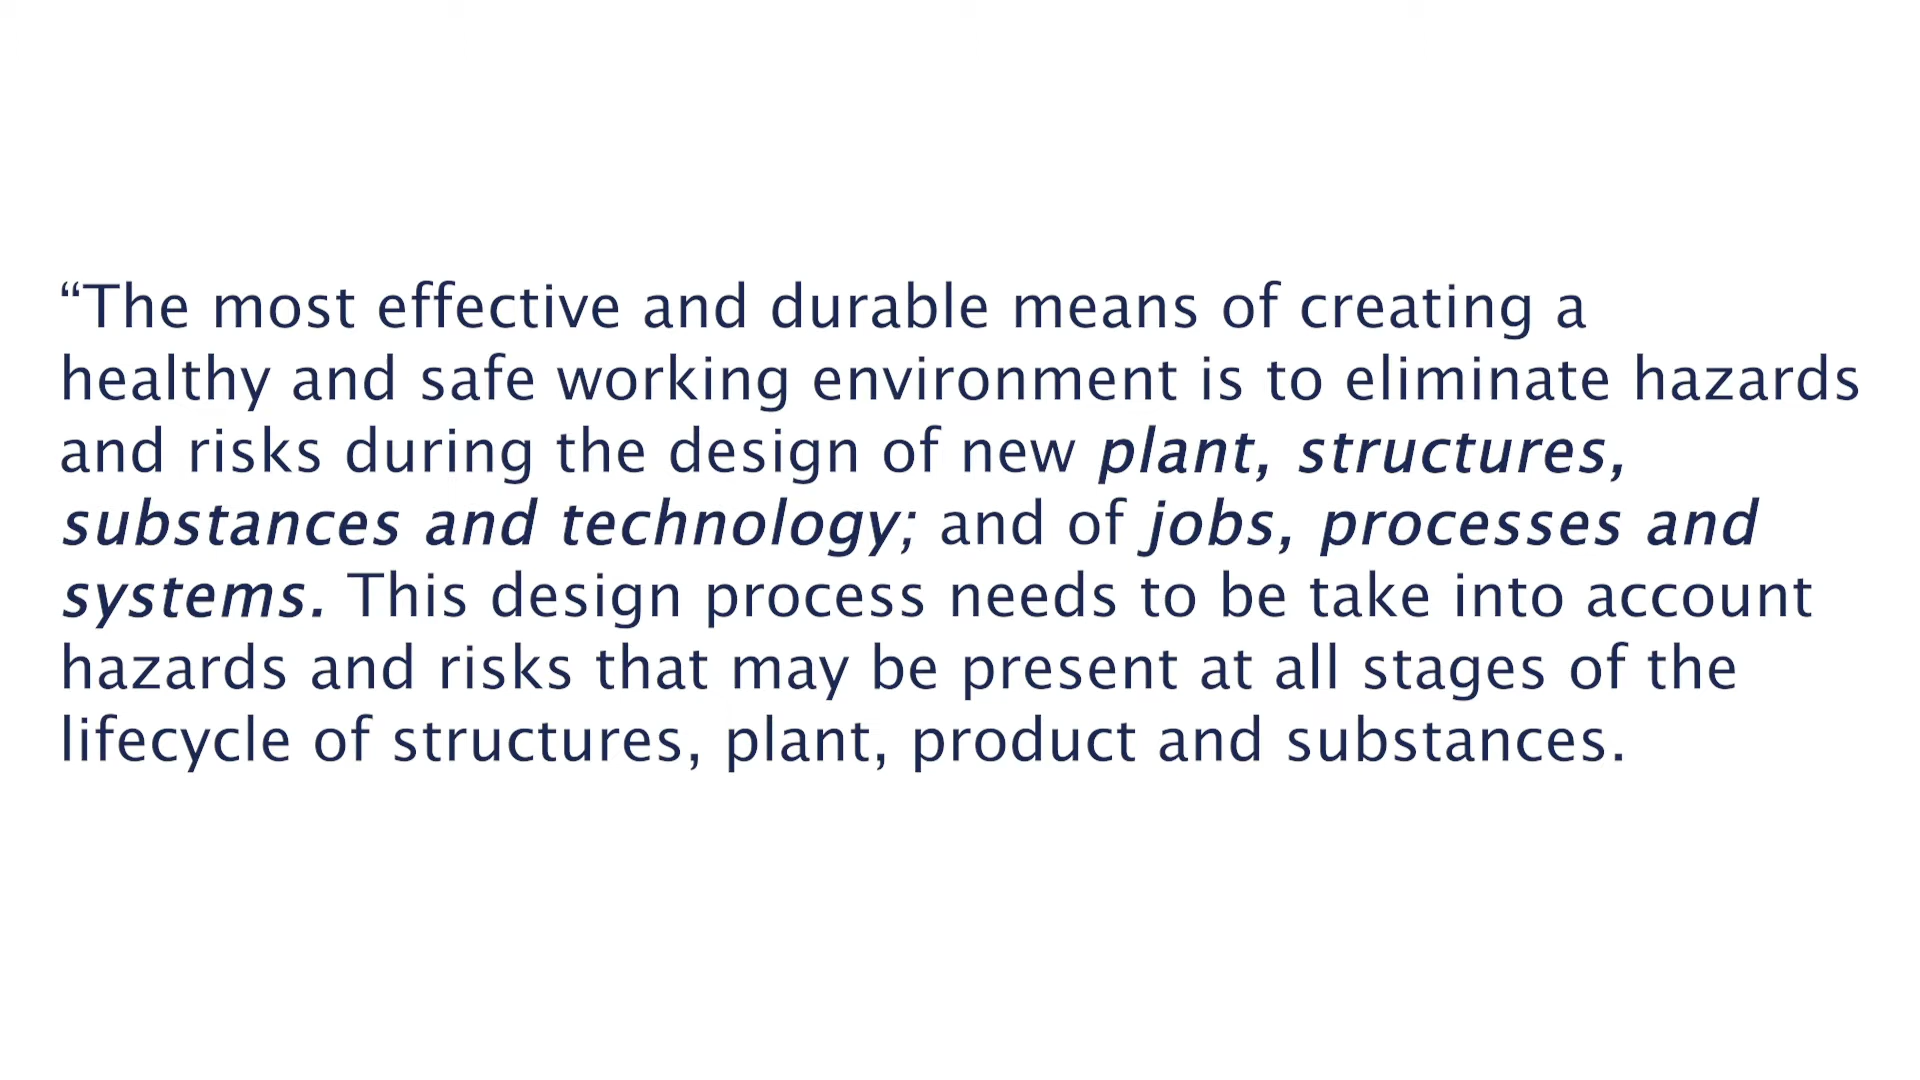 “The most effective and durable means of creating a
healthy and safe working environment is to eliminate hazards
and risks during the design of new plant, structures,
substances and technology; and of jobs, processes and
systems. This design process needs to be take into account
hazards and risks that may be present at all stages of the
lifecycle of structures, plant, product and substances.